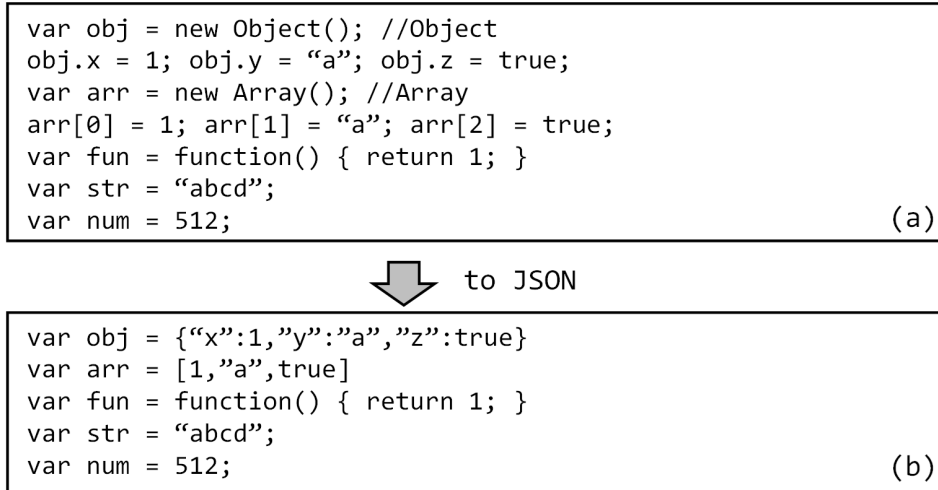 var obj = new Object(); //Object
obj.x = 1; obj.y = “a”; obj.z = true;
var arr = new Array(); //Array
arr[0] = 1; arr[1] = “a”; arr[2] = true;
var fun = function() { return 1; }
var str = “abcd”;
var num = 512;
(a)
to JSON
var obj = {“x”:1,”y”:”a”,”z”:true}
var arr = [1,”a”,true]
var fun = function() { return 1; }
var str = “abcd”;
var num = 512;
(b)